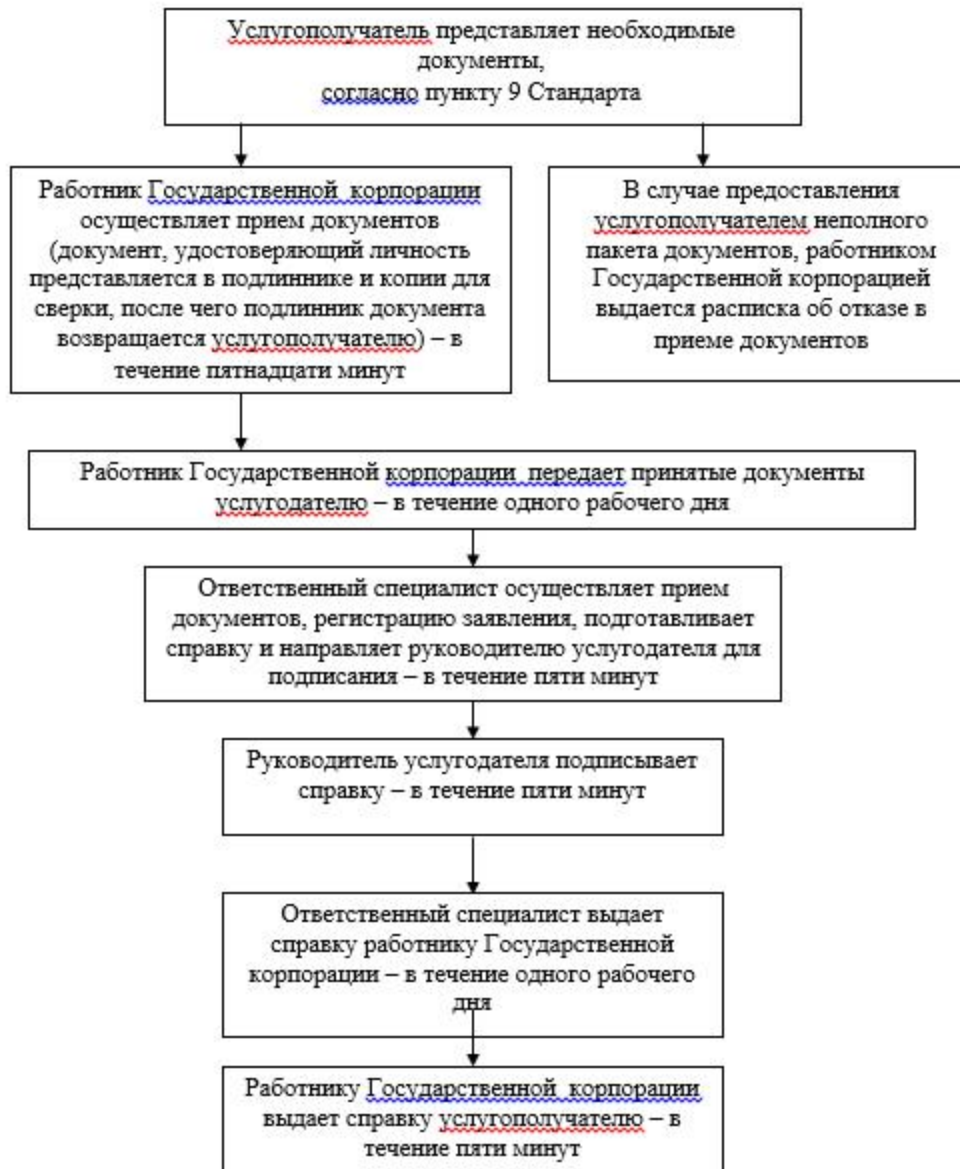 Услугополучатель представляет необходимые
документы,
согласно пункту 9 Стандарта
Работник Государственной корпорации
осуществляет прием документов
(документ, удостоверяющий личность
представляется в подлиннике и копии для
сверки, после чего подлинник документа
возвращается услугополучателю) – в
течение пятнадцати минут
В случае предоставления
услугополучателем неполного
пакета документов, работником
Государственной корпорацией
выдается расписка об отказе в
приеме документов
Работник Государственной корпорации передает принятые документы
услугодателю – в течение одного рабочего дня
Ответственный специалист осуществляет прием
документов, регистрацию заявления, подготавливает
справку и направляет руководителю услугодателя для
подписания – в течение пяти минут
Руководитель услугодателя подписывает
справку – в течение пяти минут
Ответственный специалист выдает
справку работнику Государственной
корпорации – в течение одного рабочего
дня
Работнику Государственной корпорации
выдает справку услугополучателю – в
течение пяти минут